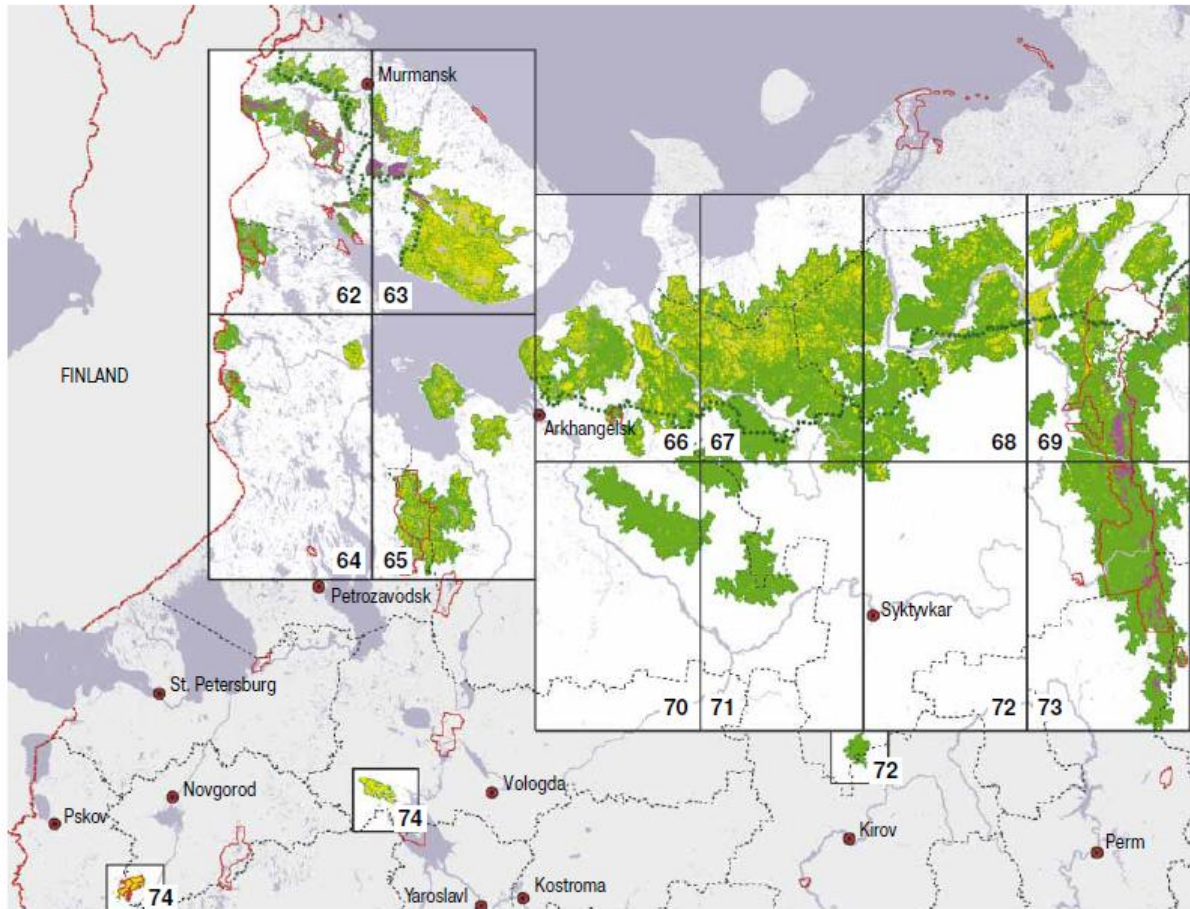 Murmansk
62
63
FINLAND
Arkhangelsk
66
67
68
69
64
65
Petrozavodsk
Syktyvkar
St. Petersburg
70
71
72
73
72
Novgorod
Vologda
74
Pskov
Kirov
Perm
74
Yaroslavl
Kostroma